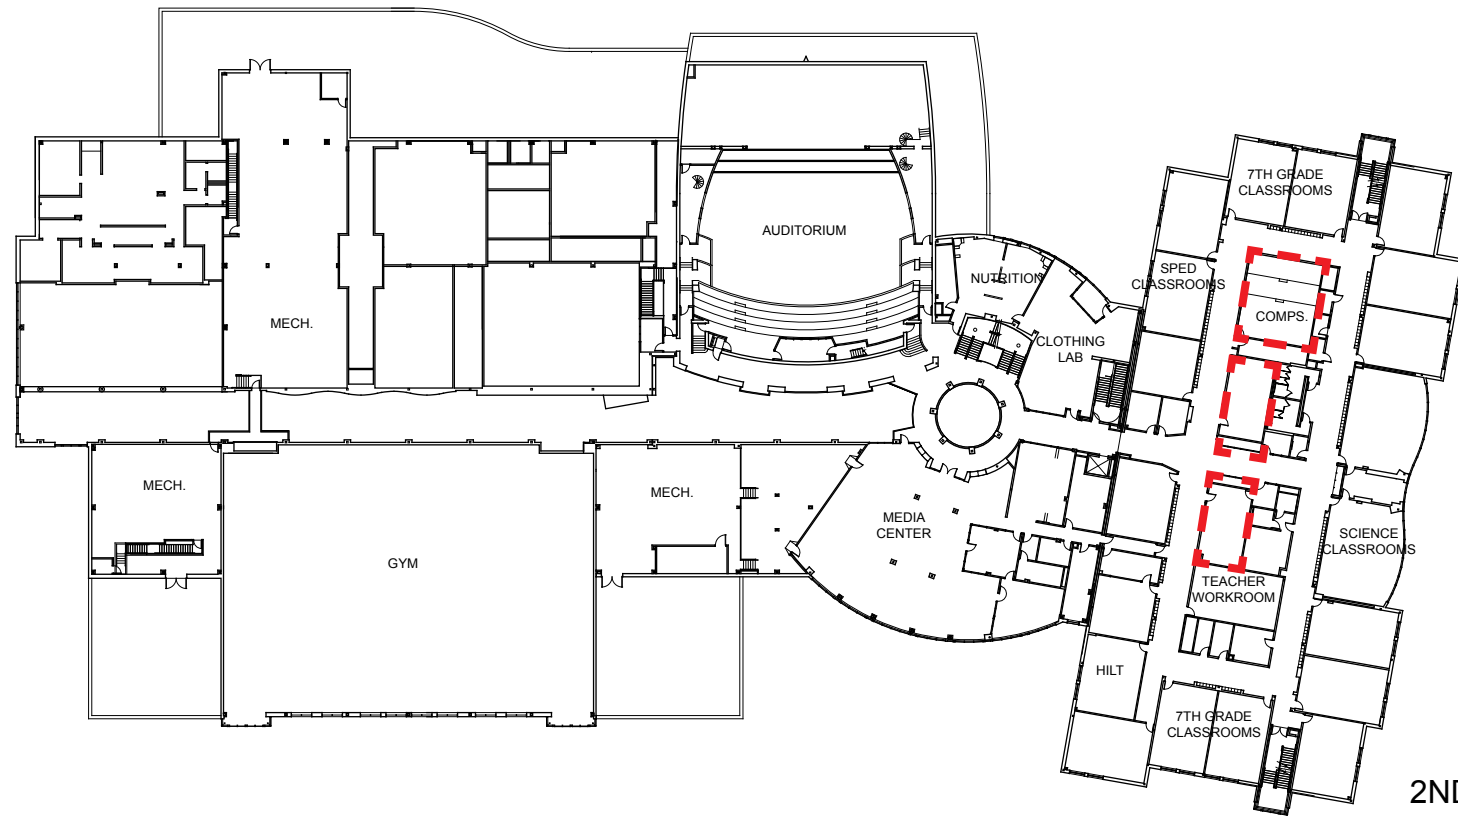 7TH GRADE
CLASSROOMS
AUDITORIUM
SPED
CLASSROOMS
NUTRITION
COMPS.
MECH.
CLOTHING
LAB
MECH.
MECH.
MEDIA
CENTER
SCIENCE
CLASSROOMS
GYM
TEACHER
WORKROOM
HILT
7TH GRADE
CLASSROOMS
2ND